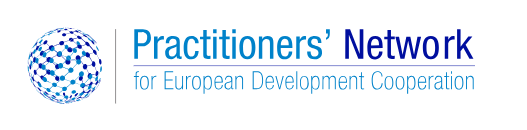 Practitioners’ Network
for European Development Cooperation